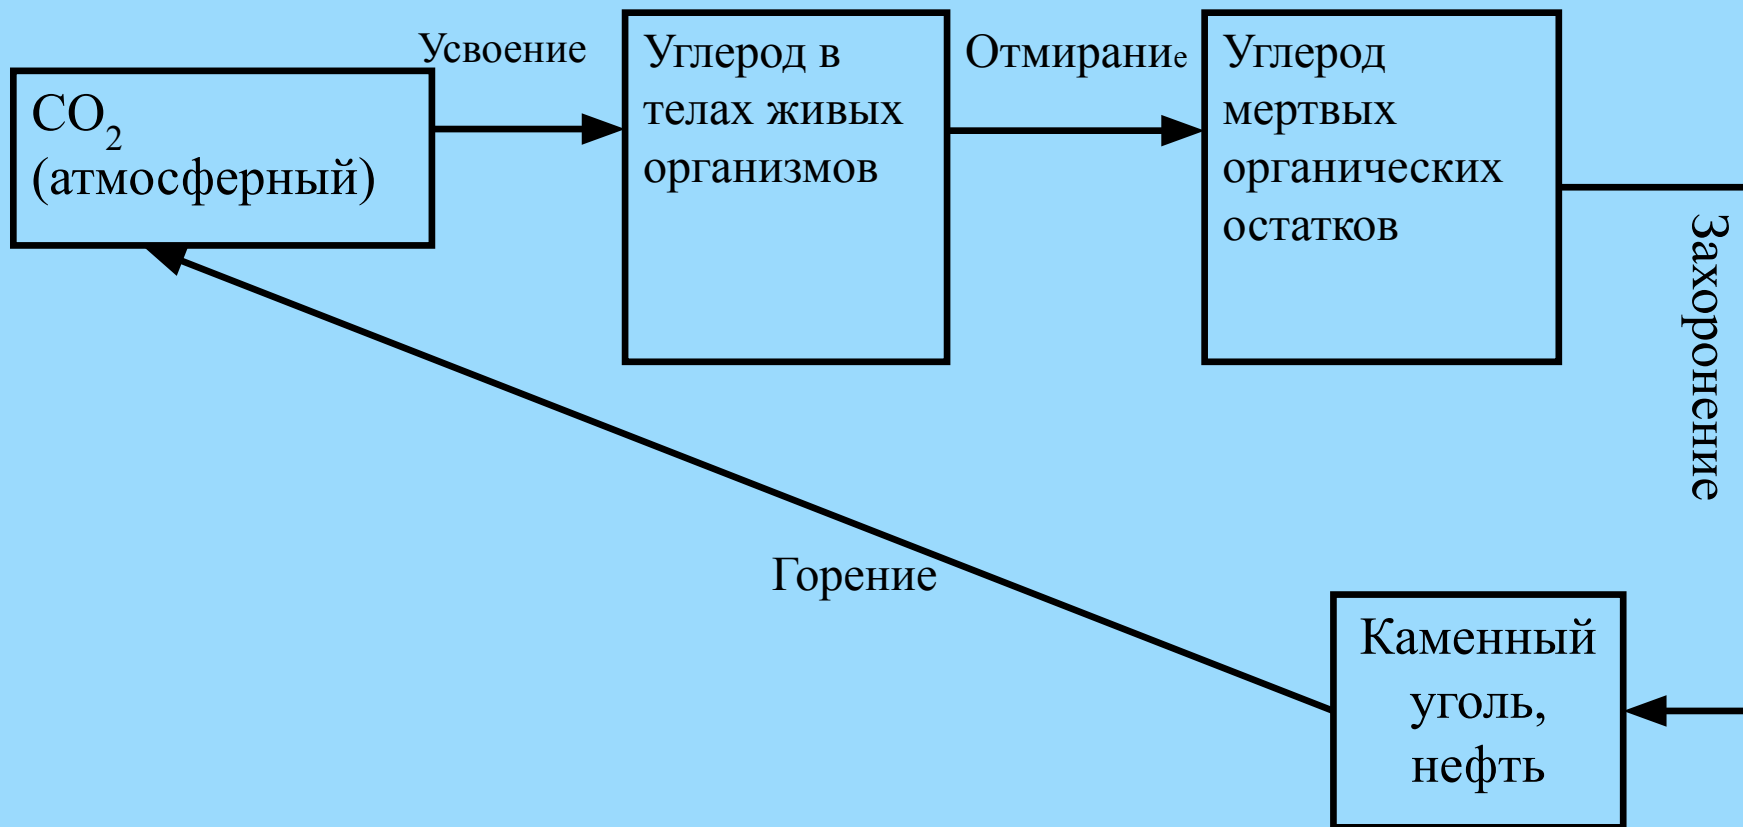 Усвоение
CO₂
(атмосферный)
Углерод в
телах живых
организмов
Отмирание
Углерод
мертвых
органических
остатков
Захоронение
Каменный
уголь,
нефть
Горение